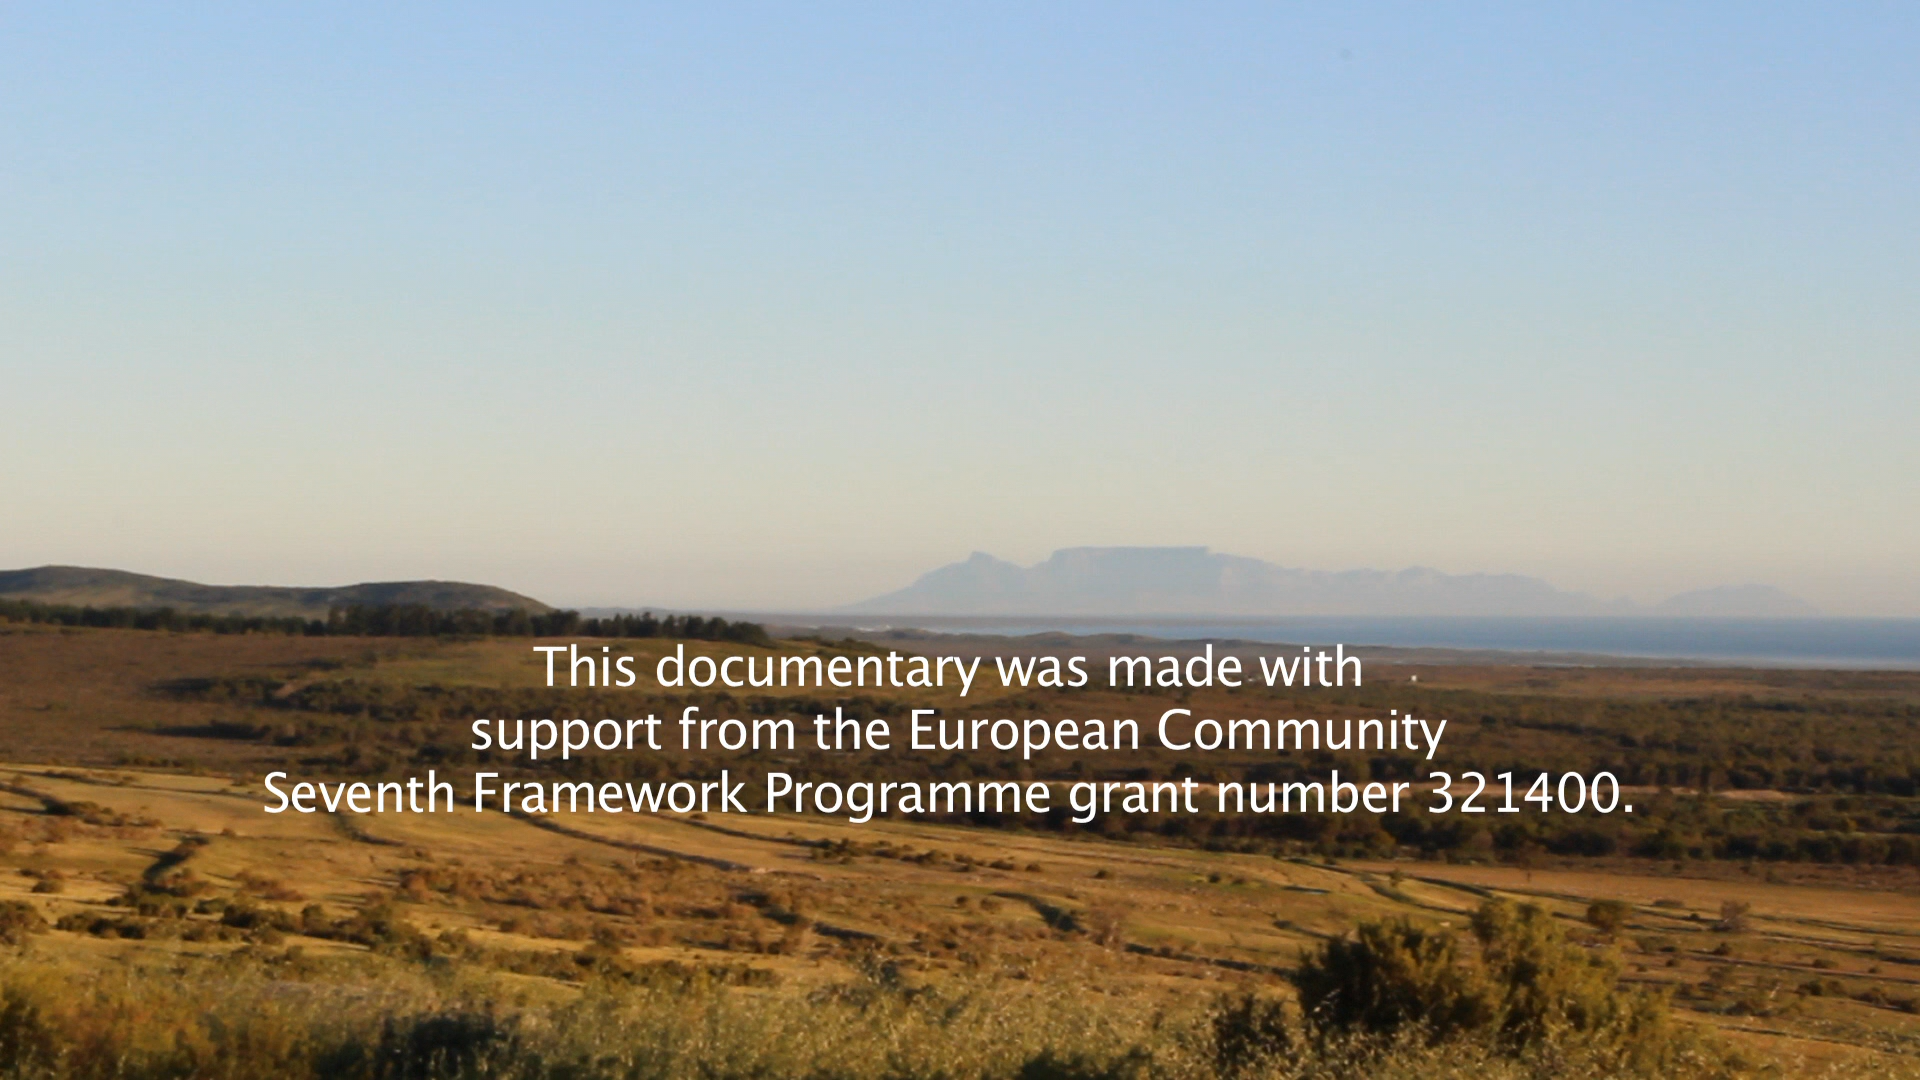 This documentary was made with
support from the European Community
Seventh Framework Programme grant number 321400.